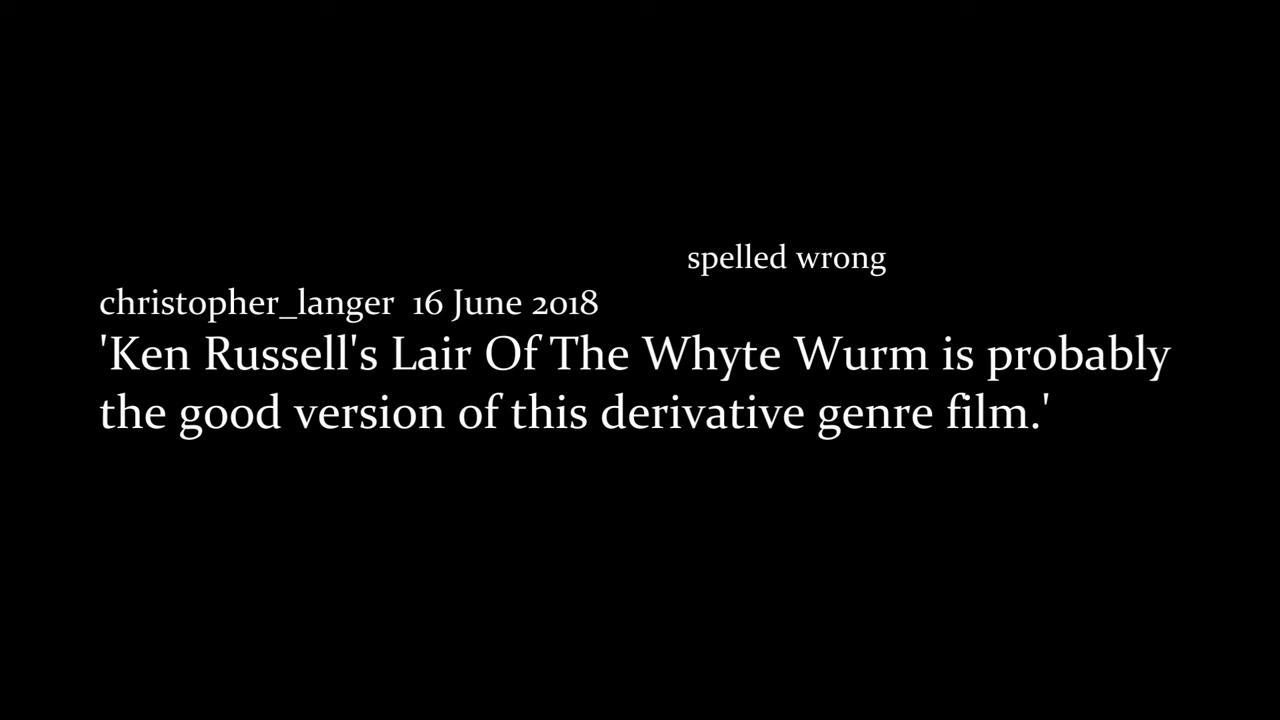 spelled wrong
christopher_langer 16 June 2018
'Ken Russell's Lair Of The Whyte Wurm is probably
the good version of this derivative genre film.'